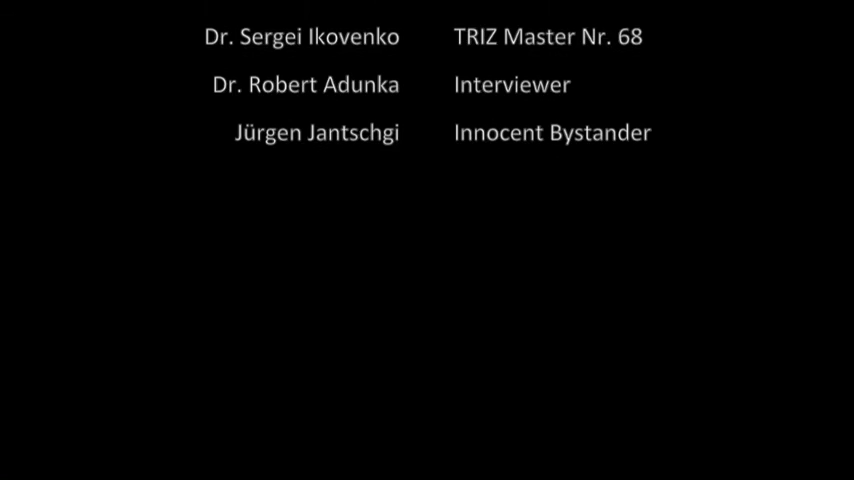 Dr. Sergei Ikovenko TRIZ Master Nr. 68
Dr. Robert Adunka Interviewer
Jürgen Jantschgi Innocent Bystander